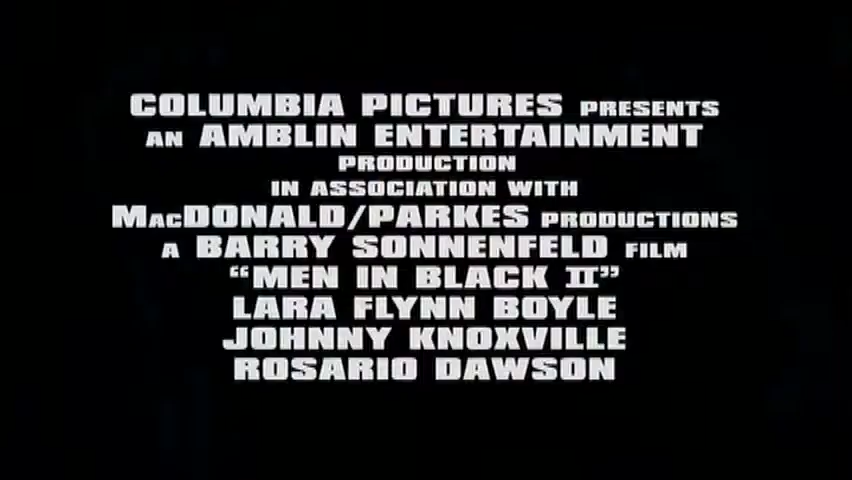 COLUMBIA PICTURES PRESENTS
AN AMBLIN ENTERTAINMENT
PRODUCTION
IN ASSOCIATION WITH
MACDONALD/PARKES PRODUCTIONS
A BARRY SONNENFELD FILM
“MEN IN BLACK II”
LARA FLYNN BOYLE
JOHNNY KNOXVILLE
ROSARIO DAWSON